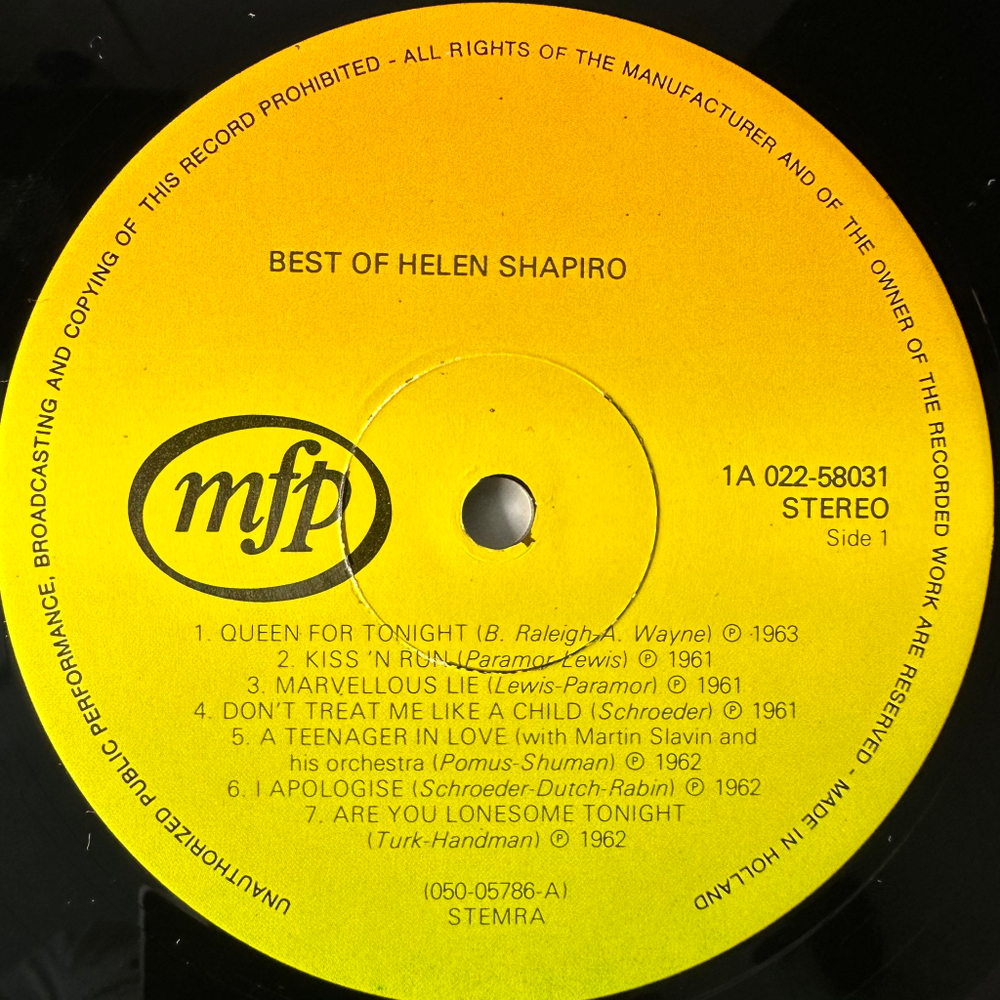 UNAUTHORIZED PUBLIC PERFORMANCE, BROADCASTING AND COPYING OF THIS RECORD PROHIBITED - ALL RIGHTS OF THE MANUFACTURER AND OF THE OWNER OF THE RECORDED WORK ARE RESERVED - MADE IN HOLLAND
BEST OF HELEN SHAPIRO
mfp
1A 022-58031
STEREO
Side 1
1. QUEEN FOR TONIGHT (B. Raleigh-A. Wayne) ℗ 1963
2. KISS 'N RUN (Paramor-Lewis) ℗ 1961
3. MARVELLOUS LIE (Lewis-Paramor) ℗ 1961
4. DON'T TREAT ME LIKE A CHILD (Schroeder) ℗ 1961
5. A TEENAGER IN LOVE (with Martin Slavin and
his orchestra (Pomus-Shuman) ℗ 1962
6. I APOLOGISE (Schroeder-Dutch-Rabin) ℗ 1962
7. ARE YOU LONESOME TONIGHT
(Turk-Handman) ℗ 1962
(050-05786-A)
STEMRA